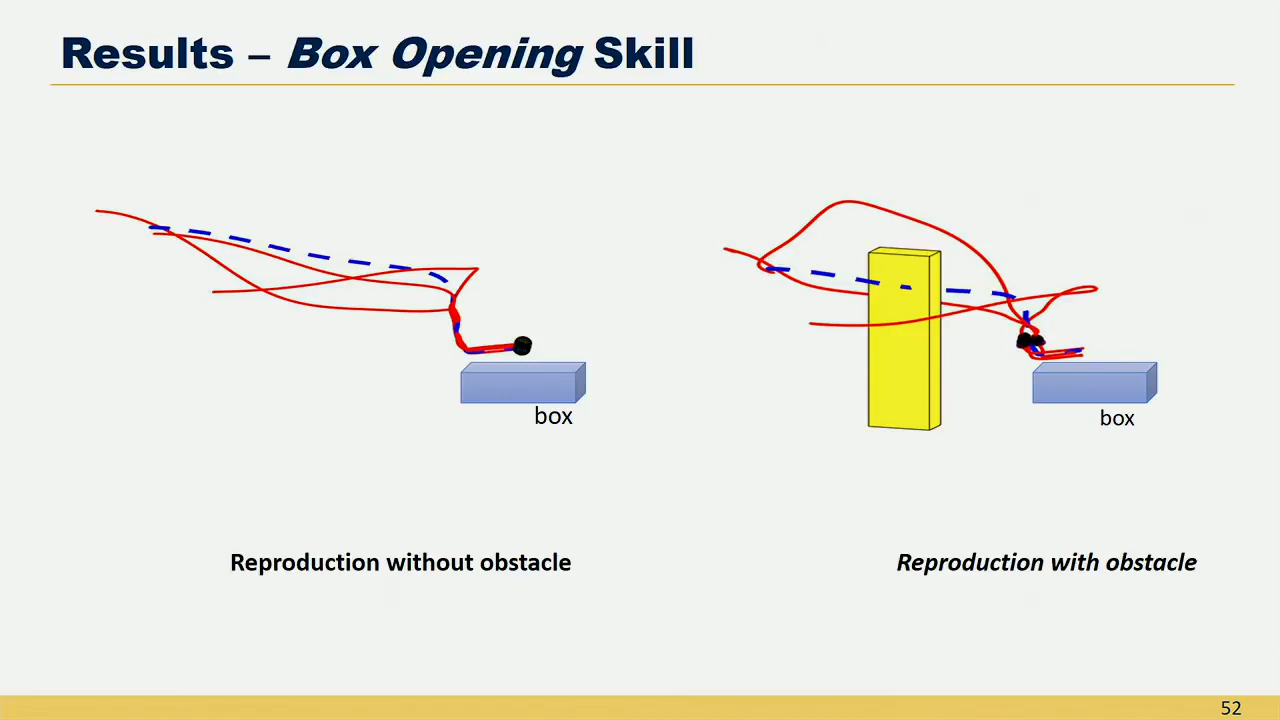 Results – Box Opening Skill
box
box
Reproduction without obstacle
Reproduction with obstacle
52